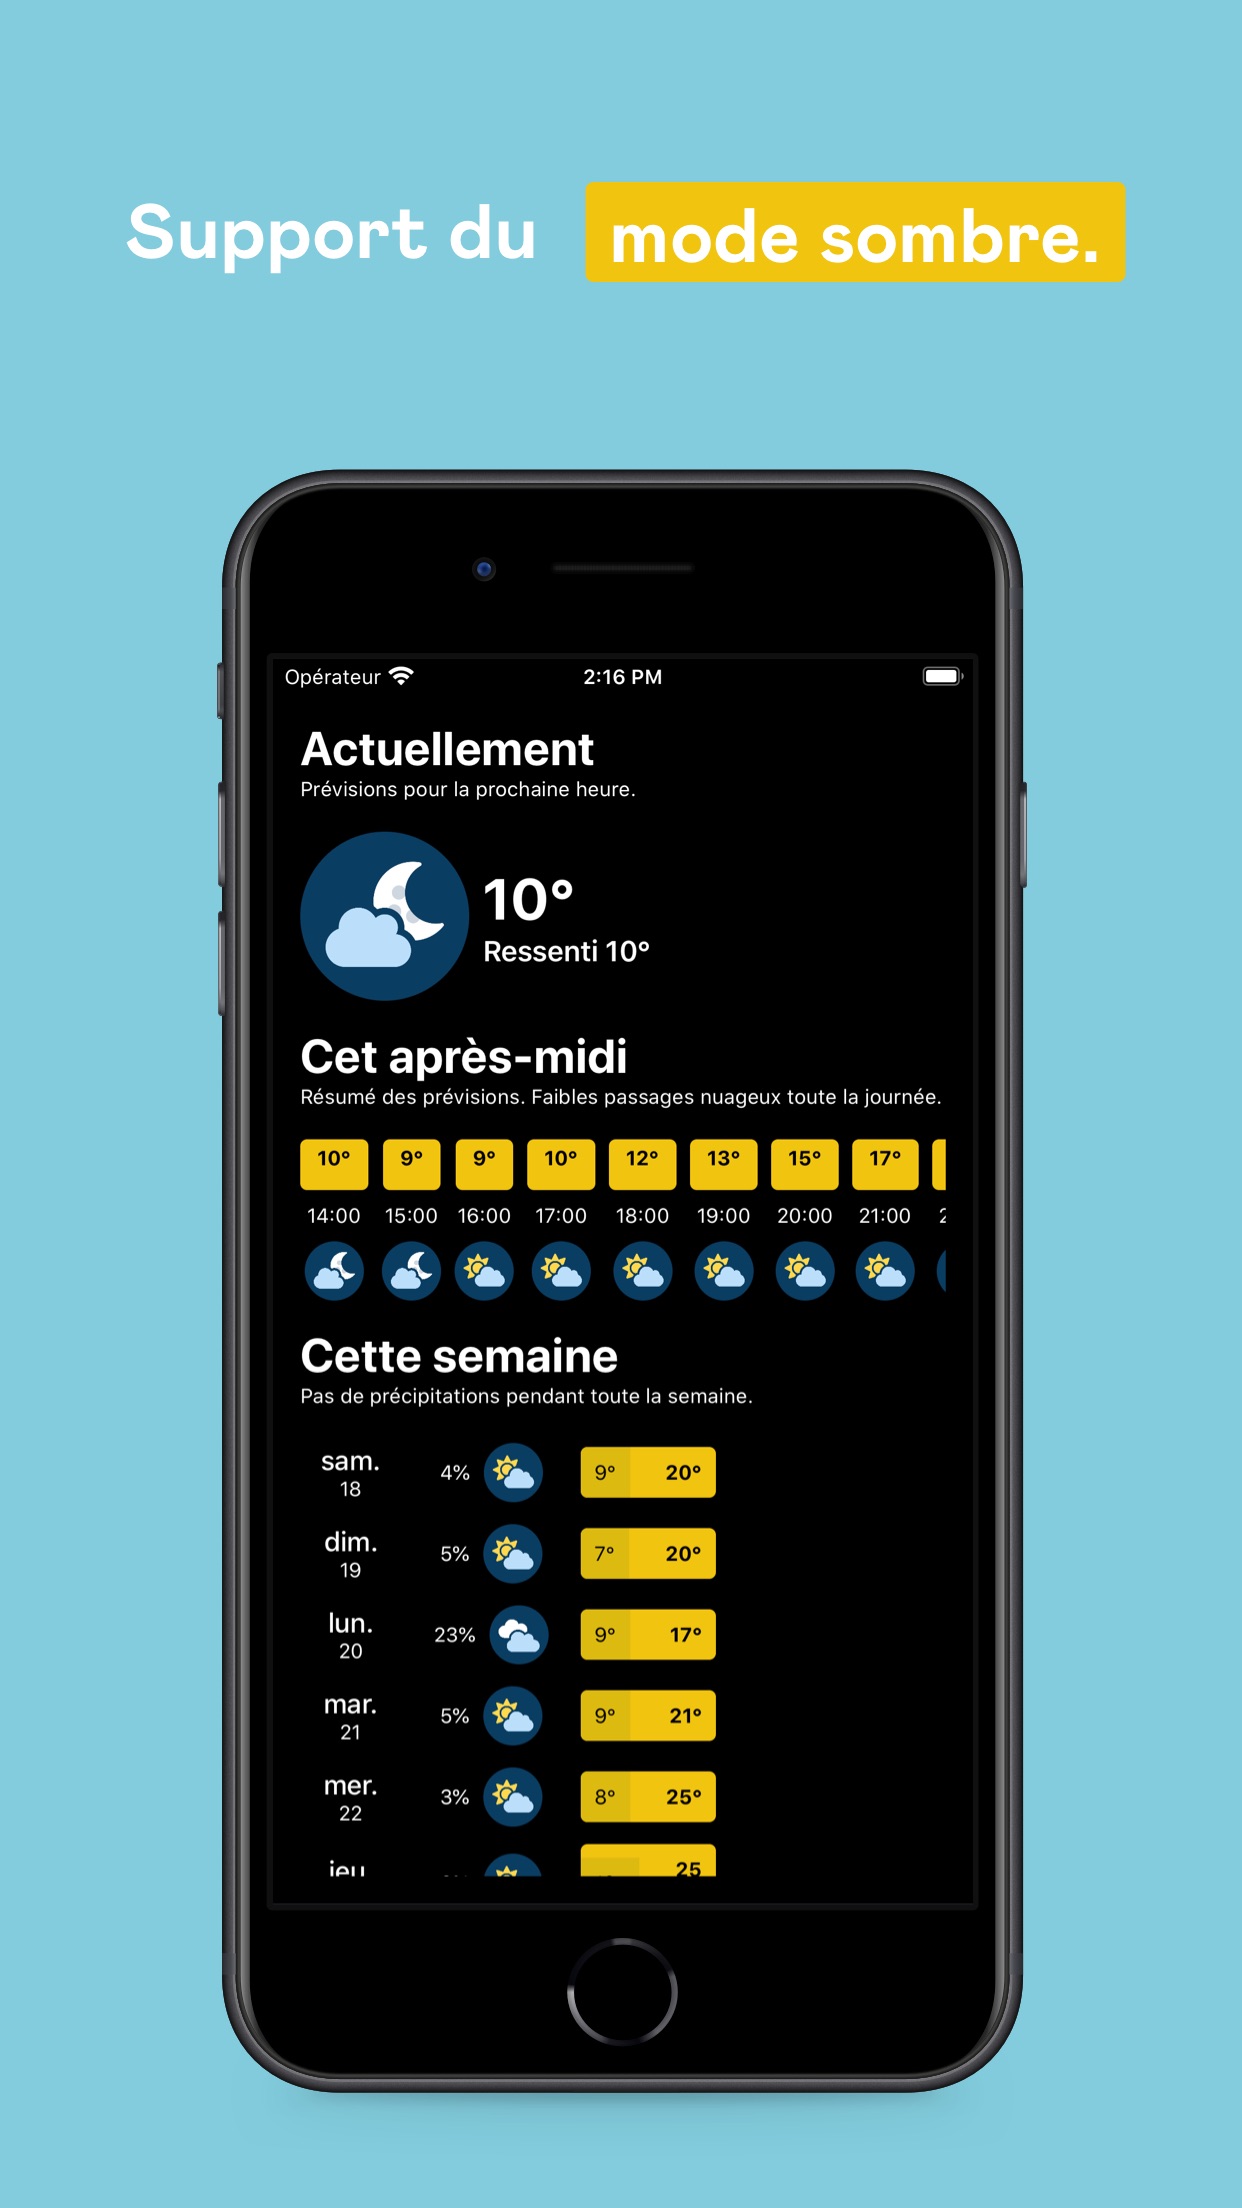 Support du mode sombre.
Opérateur 2:16 PM
Actuellement
Prévisions pour la prochaine heure.
10°
Ressenti 10°
Cet après-midi
Résumé des prévisions. Faibles passages nuageux toute la journée.
10° 9° 9° 10° 12° 13° 15° 17°
14:00 15:00 16:00 17:00 18:00 19:00 20:00 21:00 2
Cette semaine
Pas de précipitations pendant toute la semaine.
sam. 4% 9° 20°
18
dim. 5% 7° 20°
19
lun. 23% 9° 17°
20
mar. 5% 9° 21°
21
mer. 3% 8° 25°
22
jeu 25